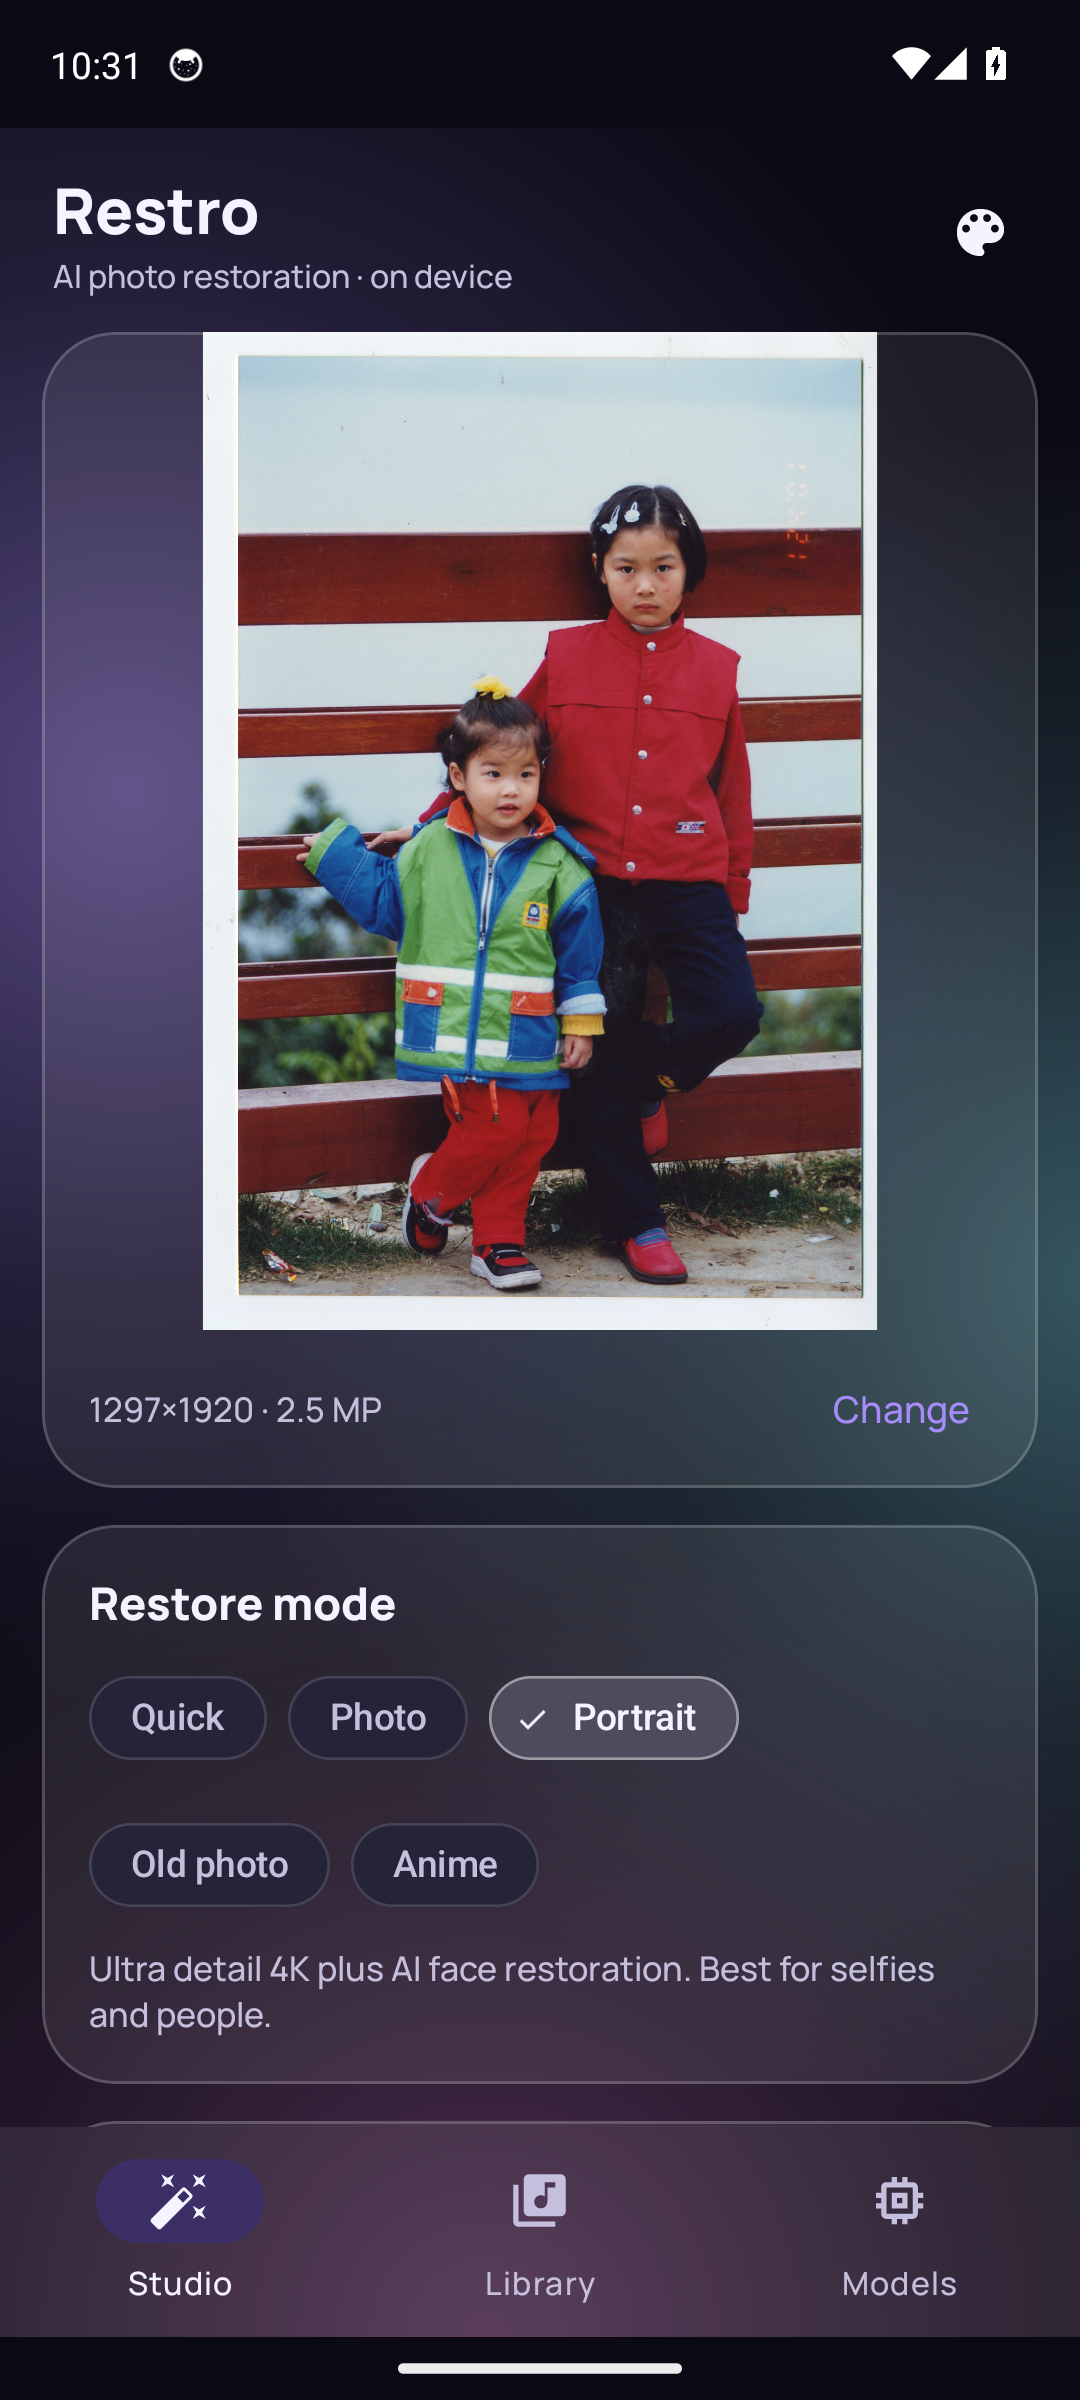 10:31
Restro
AI photo restoration · on device
1297×1920 · 2.5 MP
Change
Restore mode
Quick
Photo
Portrait
Old photo
Anime
Ultra detail 4K plus AI face restoration. Best for selfies
and people.
Studio
Library
Models